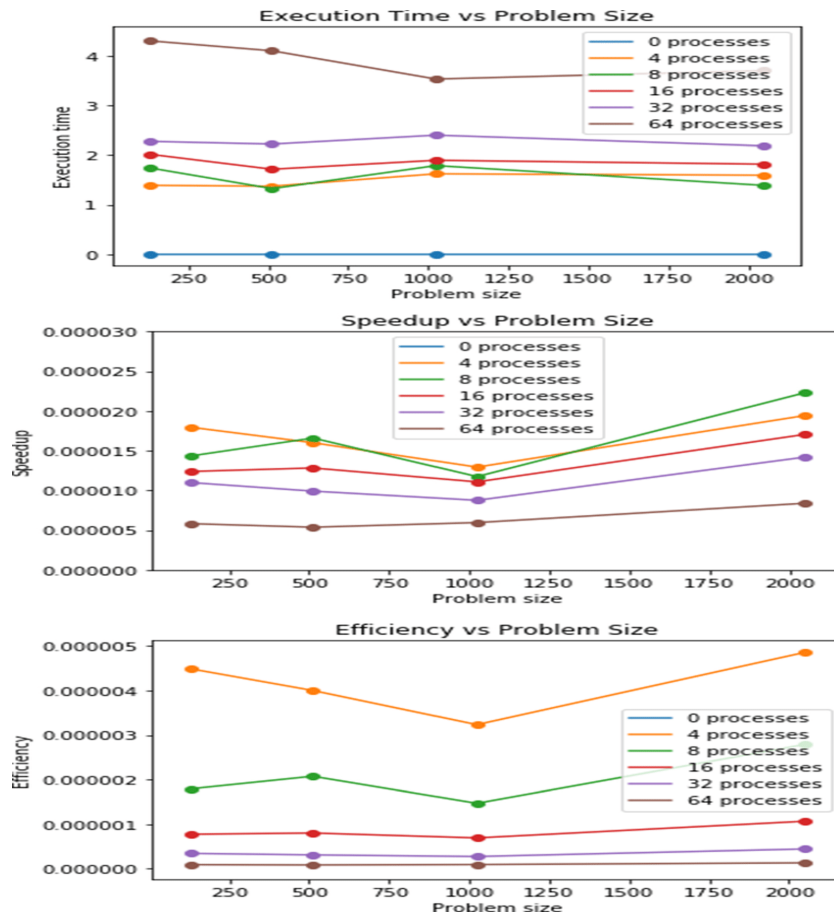 Execution Time vs Problem Size
4
3
2
1
0
Execution time
0 processes
4 processes
8 processes
16 processes
32 processes
64 processes
250 500 750 1000 1250 1500 1750 2000
Problem size
Speedup vs Problem Size
0.000030
0.000025
0.000020
0.000015
0.000010
0.000005
0.000000
Speedup
0 processes
4 processes
8 processes
16 processes
32 processes
64 processes
250 500 750 1000 1250 1500 1750 2000
Problem size
Efficiency vs Problem Size
0.000005
0.000004
0.000003
0.000002
0.000001
0.000000
Efficiency
0 processes
4 processes
8 processes
16 processes
32 processes
64 processes
250 500 750 1000 1250 1500 1750 2000
Problem size